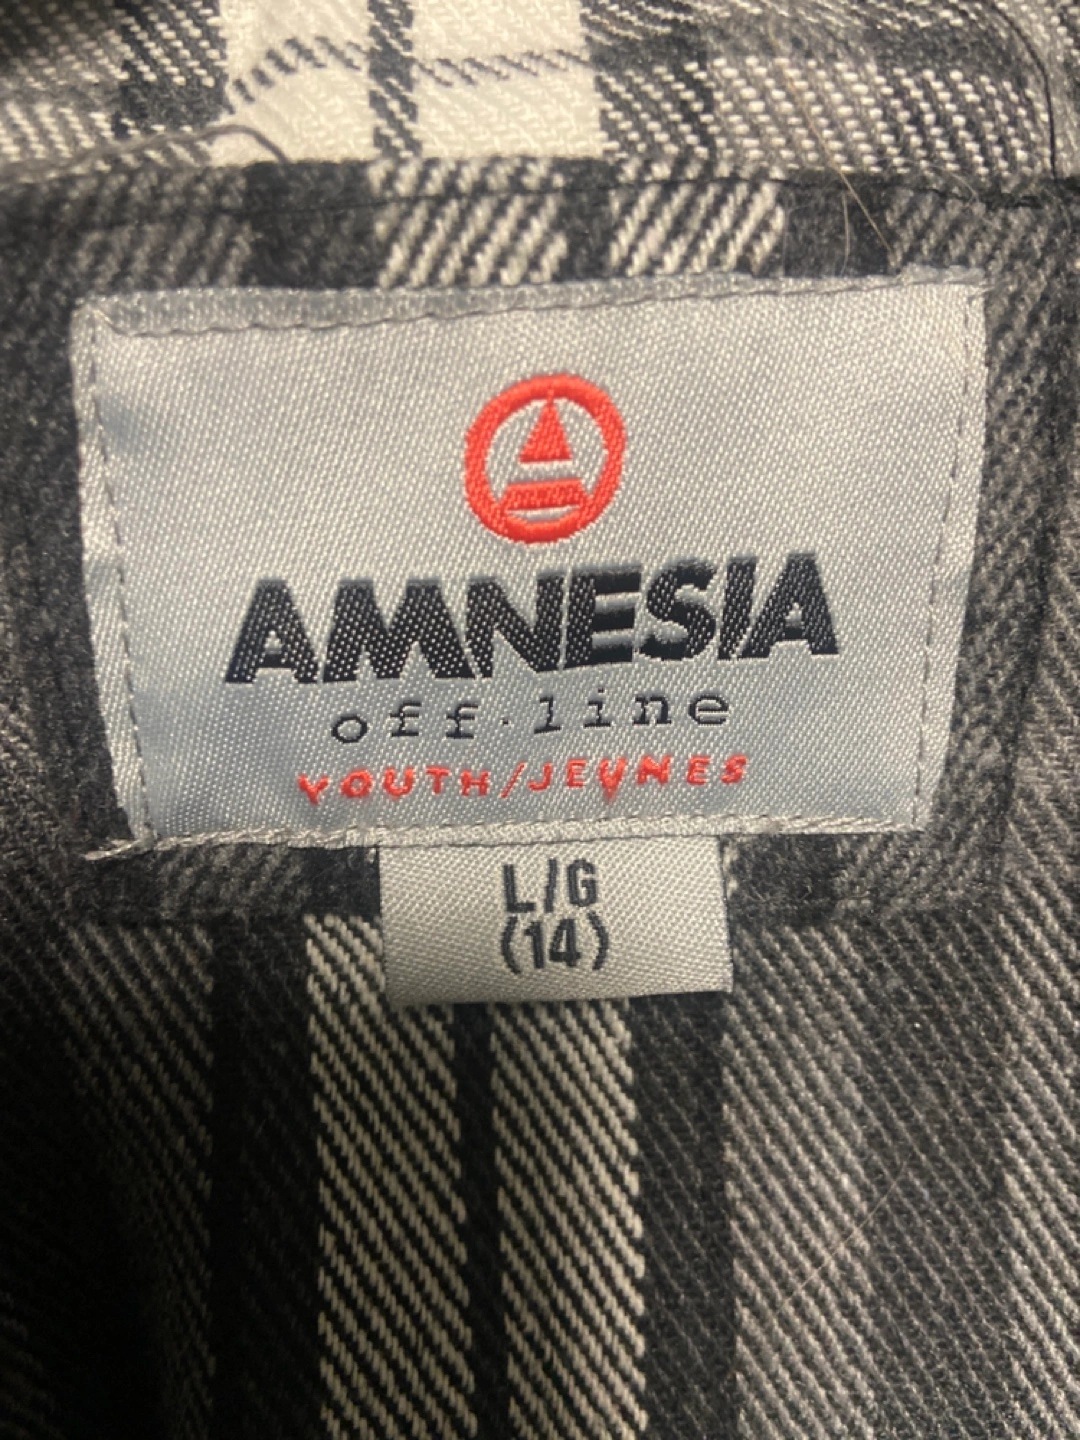 AMNESIA
off·line
YOUTH/JEUNES
L/G
(14)